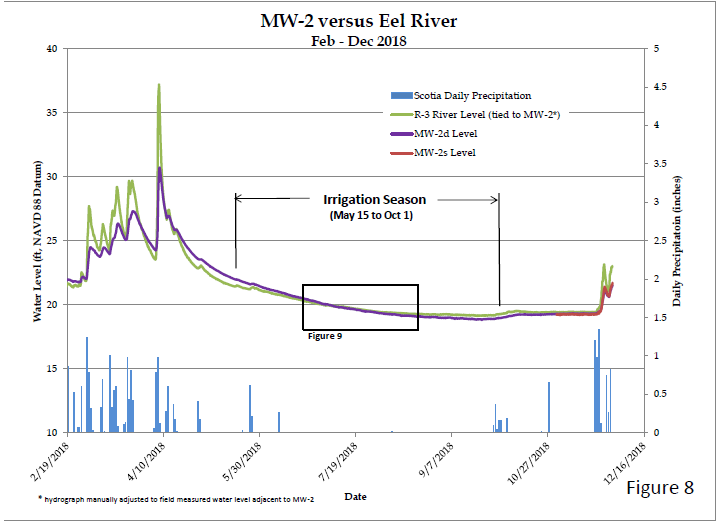 MW-2 versus Eel River
Feb - Dec 2018
40
35
30
25
20
15
10
Water Level (ft, NAVD 88 Datum)
5
4.5
4
3.5
3
2.5
2
1.5
1
0.5
0
Daily Precipitatoin (inches)
Scotia Daily Precipitation
R-3 River Level (tied to MW-2*)
MW-2d Level
MW-2s Level
Irrigation Season
(May 15 to Oct 1)
Figure 9
2/19/2018
4/10/2018
5/30/2018
7/19/2018
9/7/2018
10/27/2018
12/16/2018
Date
* hydrograph manually adjusted to field measured water level adjacent to MW-2
Figure 8